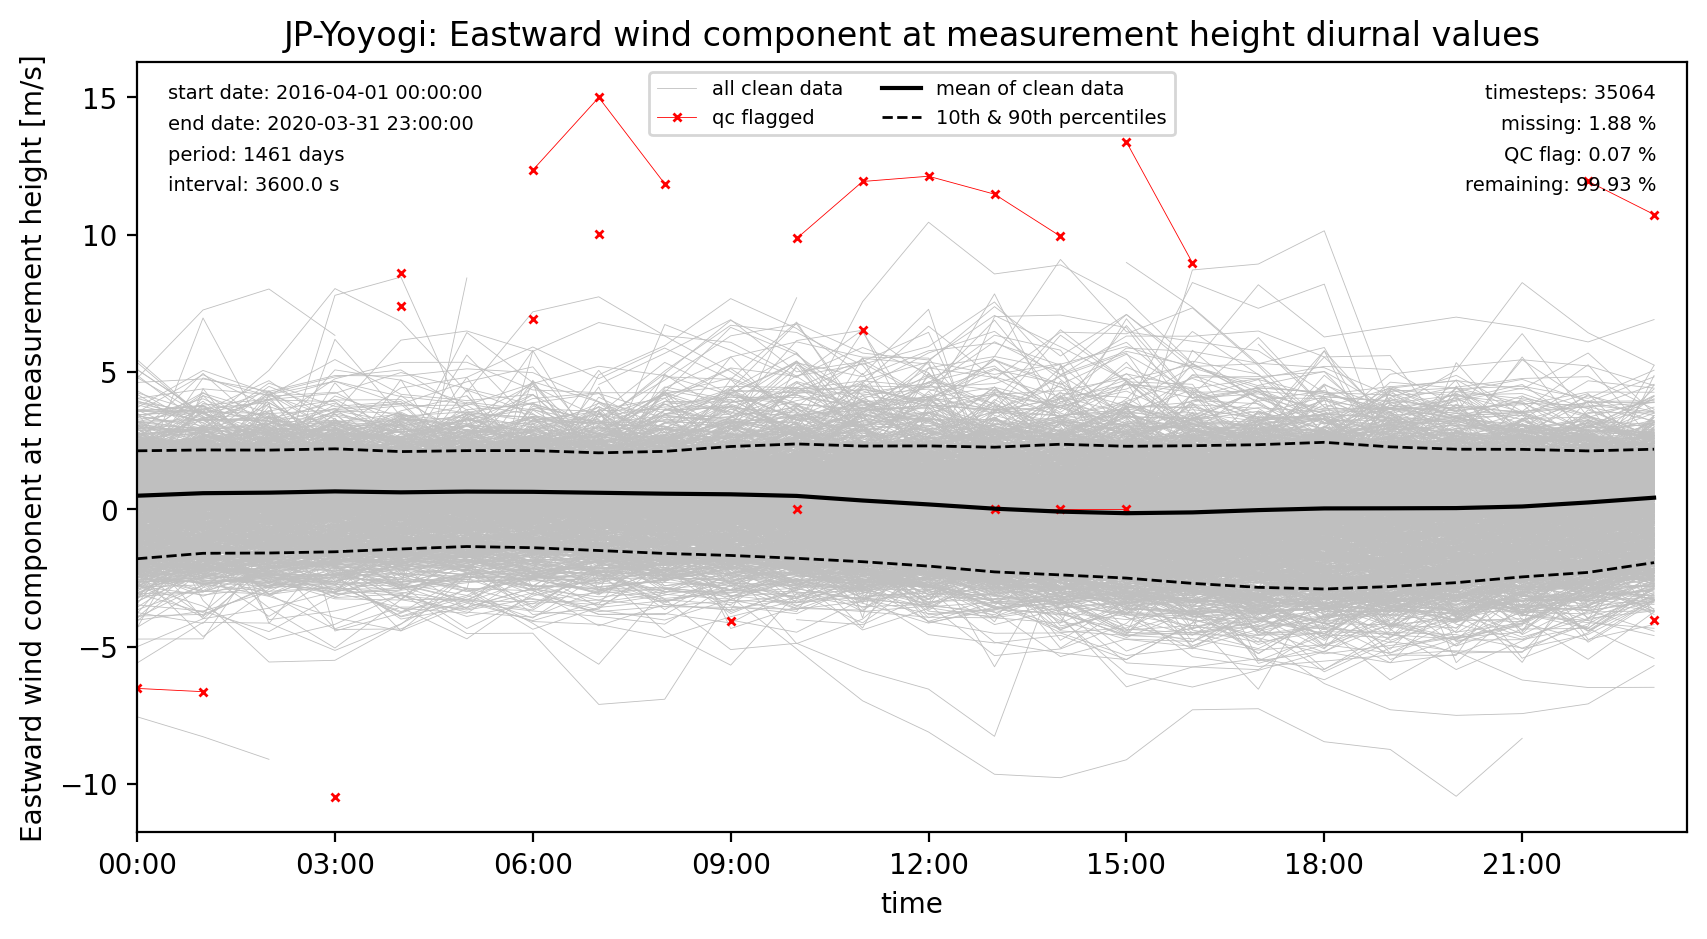 JP-Yoyogi: Eastward wind component at measurement height diurnal values
Eastward wind component at measurement height [m/s]
start date: 2016-04-01 00:00:00
end date: 2020-03-31 23:00:00
period: 1461 days
interval: 3600.0 s
all clean data
qc flagged
mean of clean data
10th & 90th percentiles
timesteps: 35064
missing: 1.88 %
QC flag: 0.07 %
remaining: 99.93 %
15
10
5
0
−5
−10
00:00 03:00 06:00 09:00 12:00 15:00 18:00 21:00
time